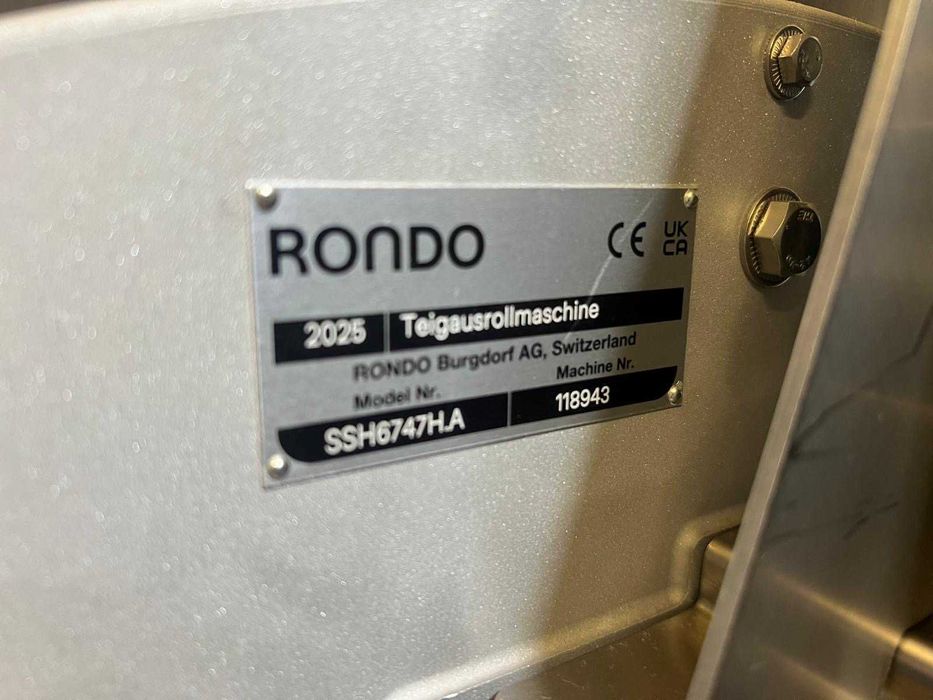 RONDO CE UK CA
2025 Teigausrollmaschine
RONDO Burgdorf AG, Switzerland
Model Nr. Machine Nr.
SSH6747H.A 118943